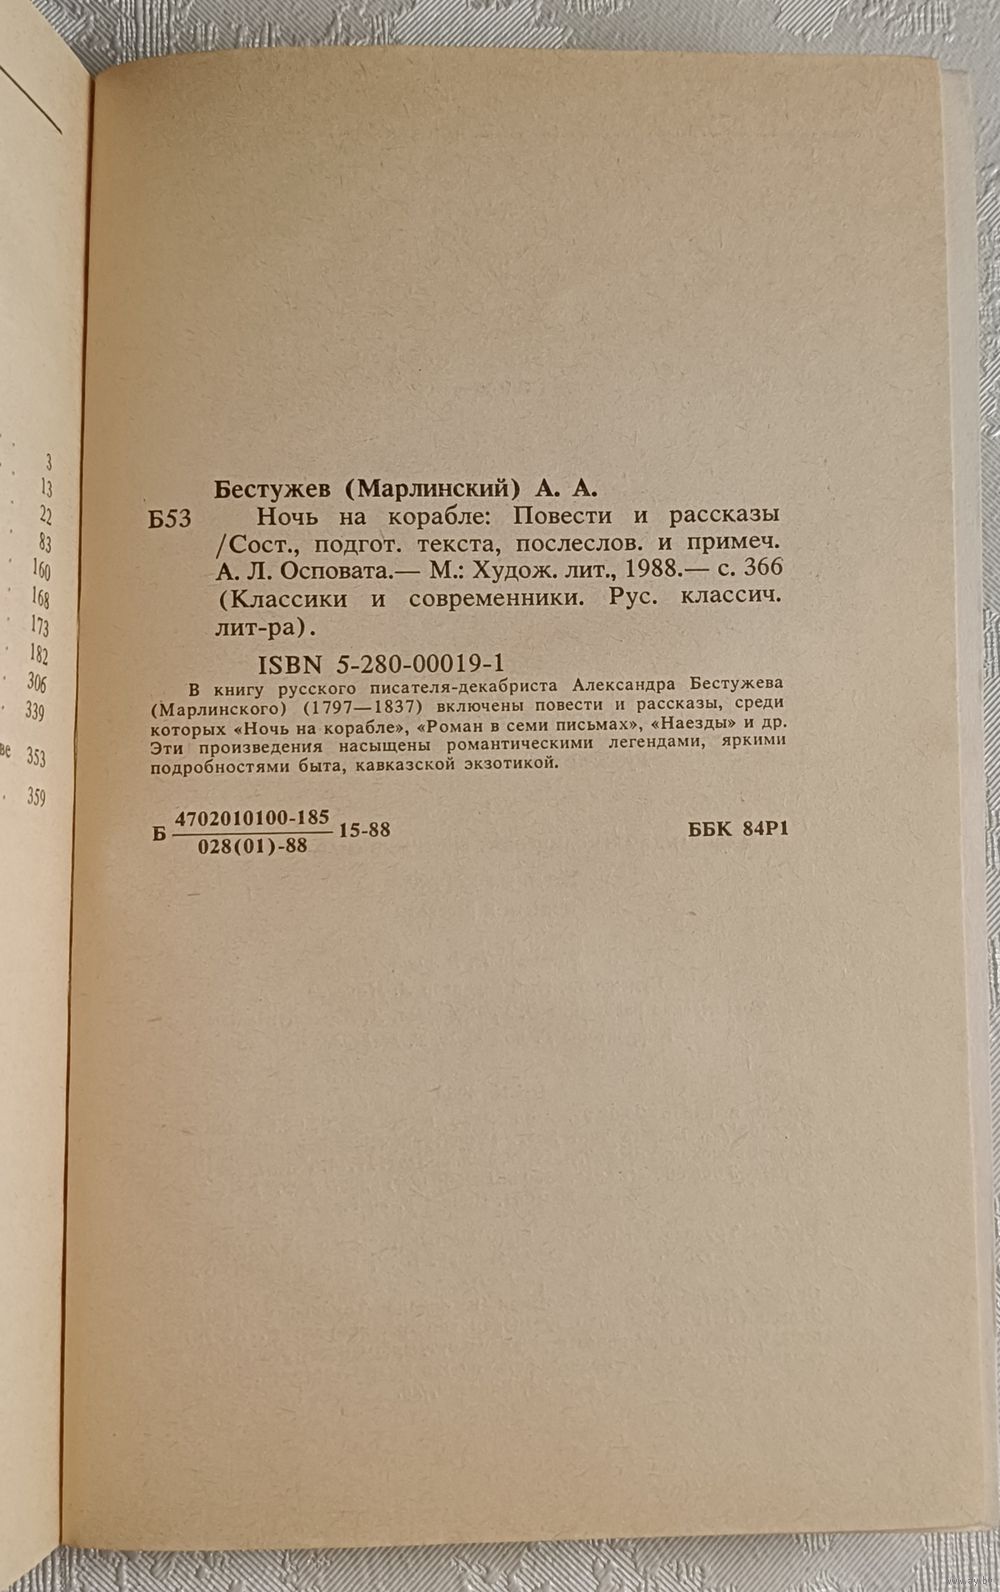 3
13
22
83
160
168
173
182
306
339
ве 353
359
Бестужев (Марлинский) А. А.
Б53 Ночь на корабле: Повести и рассказы
/Сост., подгот. текста, послеслов. и примеч.
А. Л. Осповата.— М.: Худож. лит., 1988.— с. 366
(Классики и современники. Рус. классич.
лит-ра).
ISBN 5-280-00019-1
В книгу русского писателя-декабриста Александра Бестужева
(Марлинского) (1797—1837) включены повести и рассказы, среди
которых «Ночь на корабле», «Роман в семи письмах», «Наезды» и др.
Эти произведения насыщены романтическими легендами, яркими
подробностями быта, кавказской экзотикой.
4702010100-185
Б 15-88
028(01)-88
ББК 84Р1